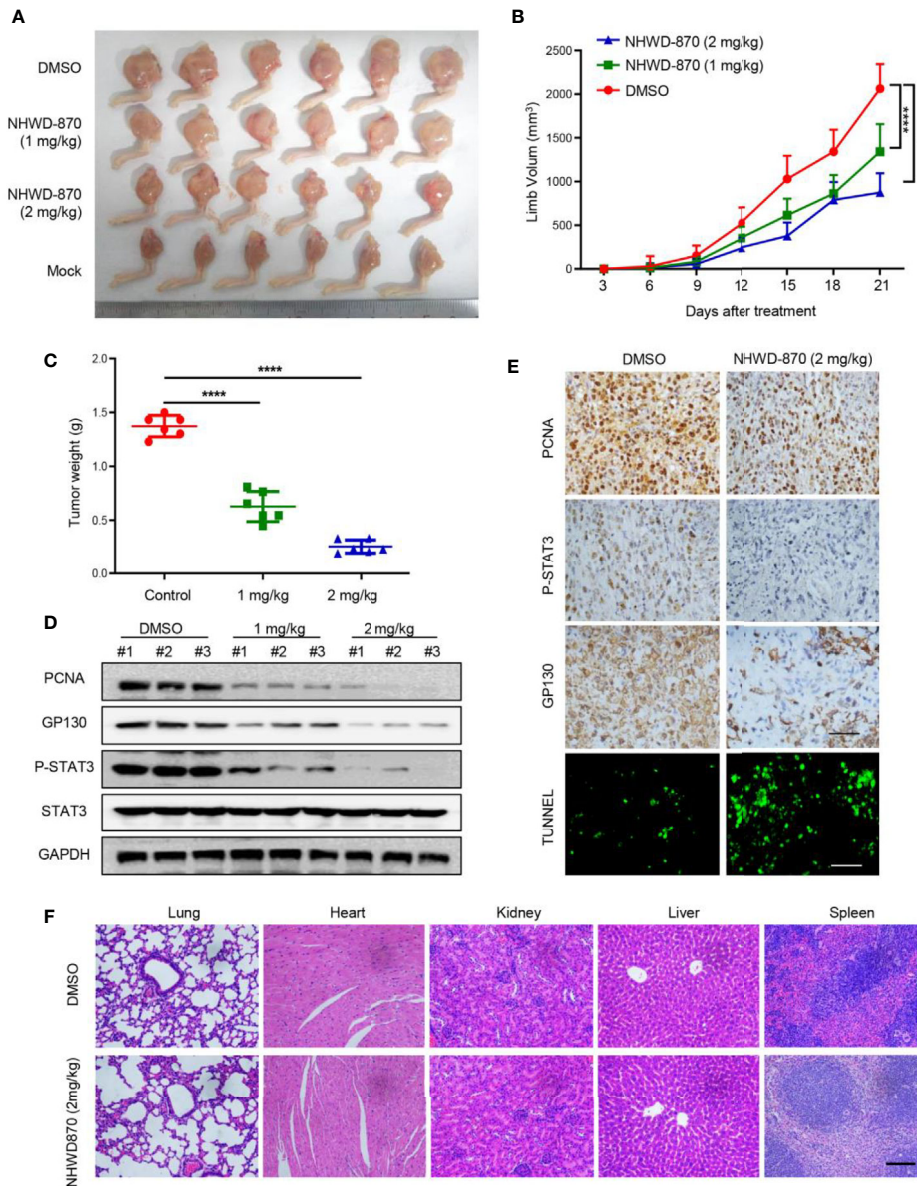 A
DMSO
NHWD-870
(1 mg/kg)
NHWD-870
(2 mg/kg)
Mock
B
NHWD-870 (2 mg/kg)
NHWD-870 (1 mg/kg)
DMSO
Limb Volum (mm³)
2500
2000
1500
1000
500
0
3 6 9 12 15 18 21
Days after treatment
****
C
****
****
Tumor weight (g)
2.0
1.5
1.0
0.5
0.0
Control 1 mg/kg 2 mg/kg
D
DMSO 1 mg/kg 2 mg/kg
#1 #2 #3 #1 #2 #3 #1 #2 #3
PCNA
GP130
P-STAT3
STAT3
GAPDH
E
DMSO NHWD-870 (2 mg/kg)
PCNA
P-STAT3
GP130
TUNNEL
F
Lung Heart Kidney Liver Spleen
DMSO
NHWD870 (2mg/kg)